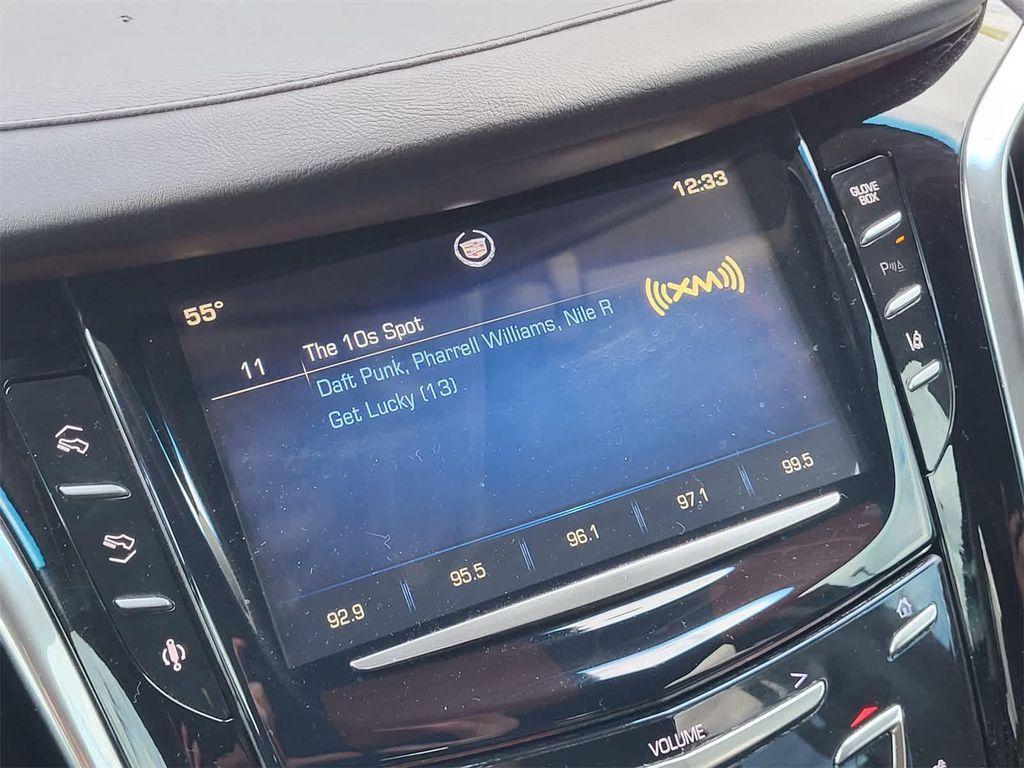 12:33
GLOVE
BOX
55°
XM
11 The 10s Spot
Daft Punk, Pharrell Williams, Nile R
Get Lucky (13)
92.9 95.5 96.1 97.1 99.5
VOLUME